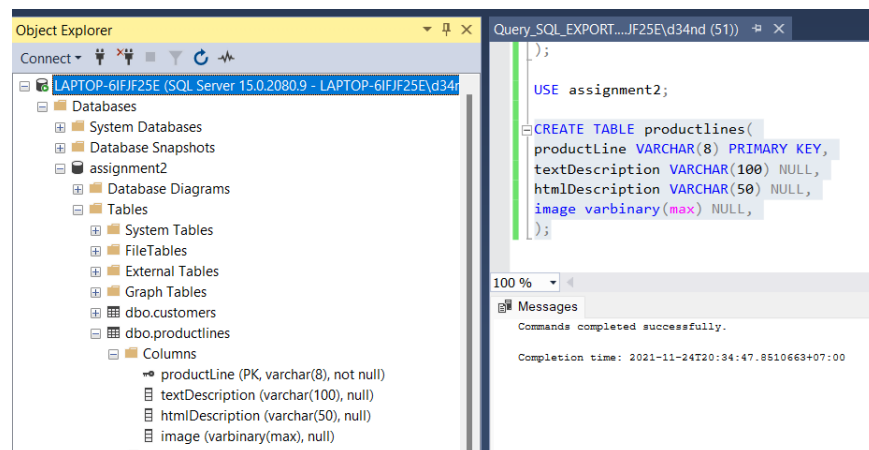 Object Explorer
Connect
LAPTOP-6IFJF25E (SQL Server 15.0.2080.9 - LAPTOP-6IFJF25E\d34r
Databases
System Databases
Database Snapshots
assignment2
Database Diagrams
Tables
System Tables
FileTables
External Tables
Graph Tables
dbo.customers
dbo.productlines
Columns
productLine (PK, varchar(8), not null)
textDescription (varchar(100), null)
htmlDescription (varchar(50), null)
image (varbinary(max), null)
Query_SQL_EXPORT....JF25E\d34nd (51))
);
USE assignment2;
CREATE TABLE productlines(
productLine VARCHAR(8) PRIMARY KEY,
textDescription VARCHAR(100) NULL,
htmlDescription VARCHAR(50) NULL,
image varbinary(max) NULL,
);
100 %
Messages
Commands completed successfully.
Completion time: 2021-11-24T20:34:47.8510663+07:00